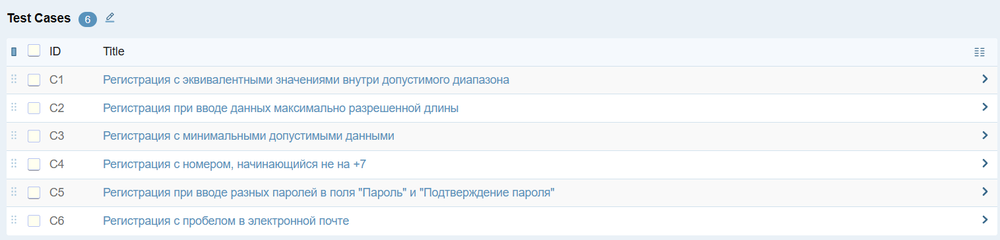 Test Cases 6
ID Title
C1 Регистрация с эквивалентными значениями внутри допустимого диапазона
C2 Регистрация при вводе данных максимально разрешенной длины
C3 Регистрация с минимальными допустимыми данными
C4 Регистрация с номером, начинающийся не на +7
C5 Регистрация при вводе разных паролей в поля "Пароль" и "Подтверждение пароля"
C6 Регистрация с пробелом в электронной почте